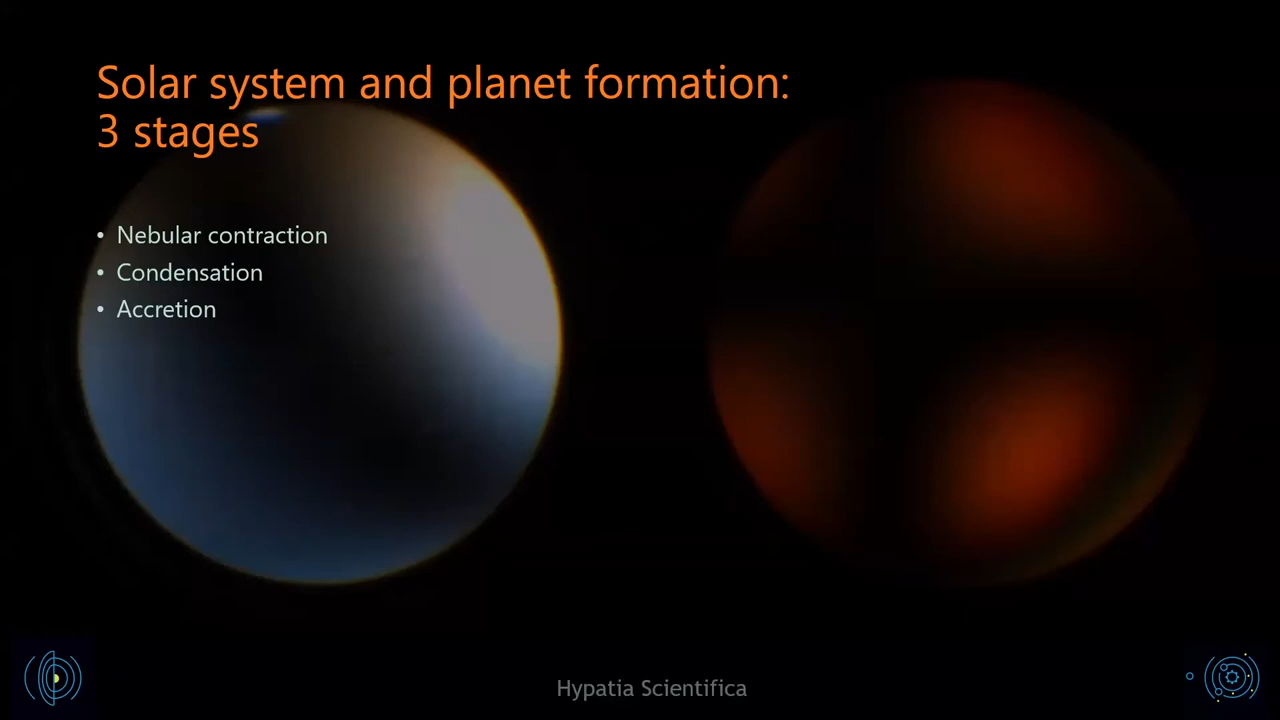 Solar system and planet formation:
3 stages
• Nebular contraction
• Condensation
• Accretion
Hypatia Scientifica